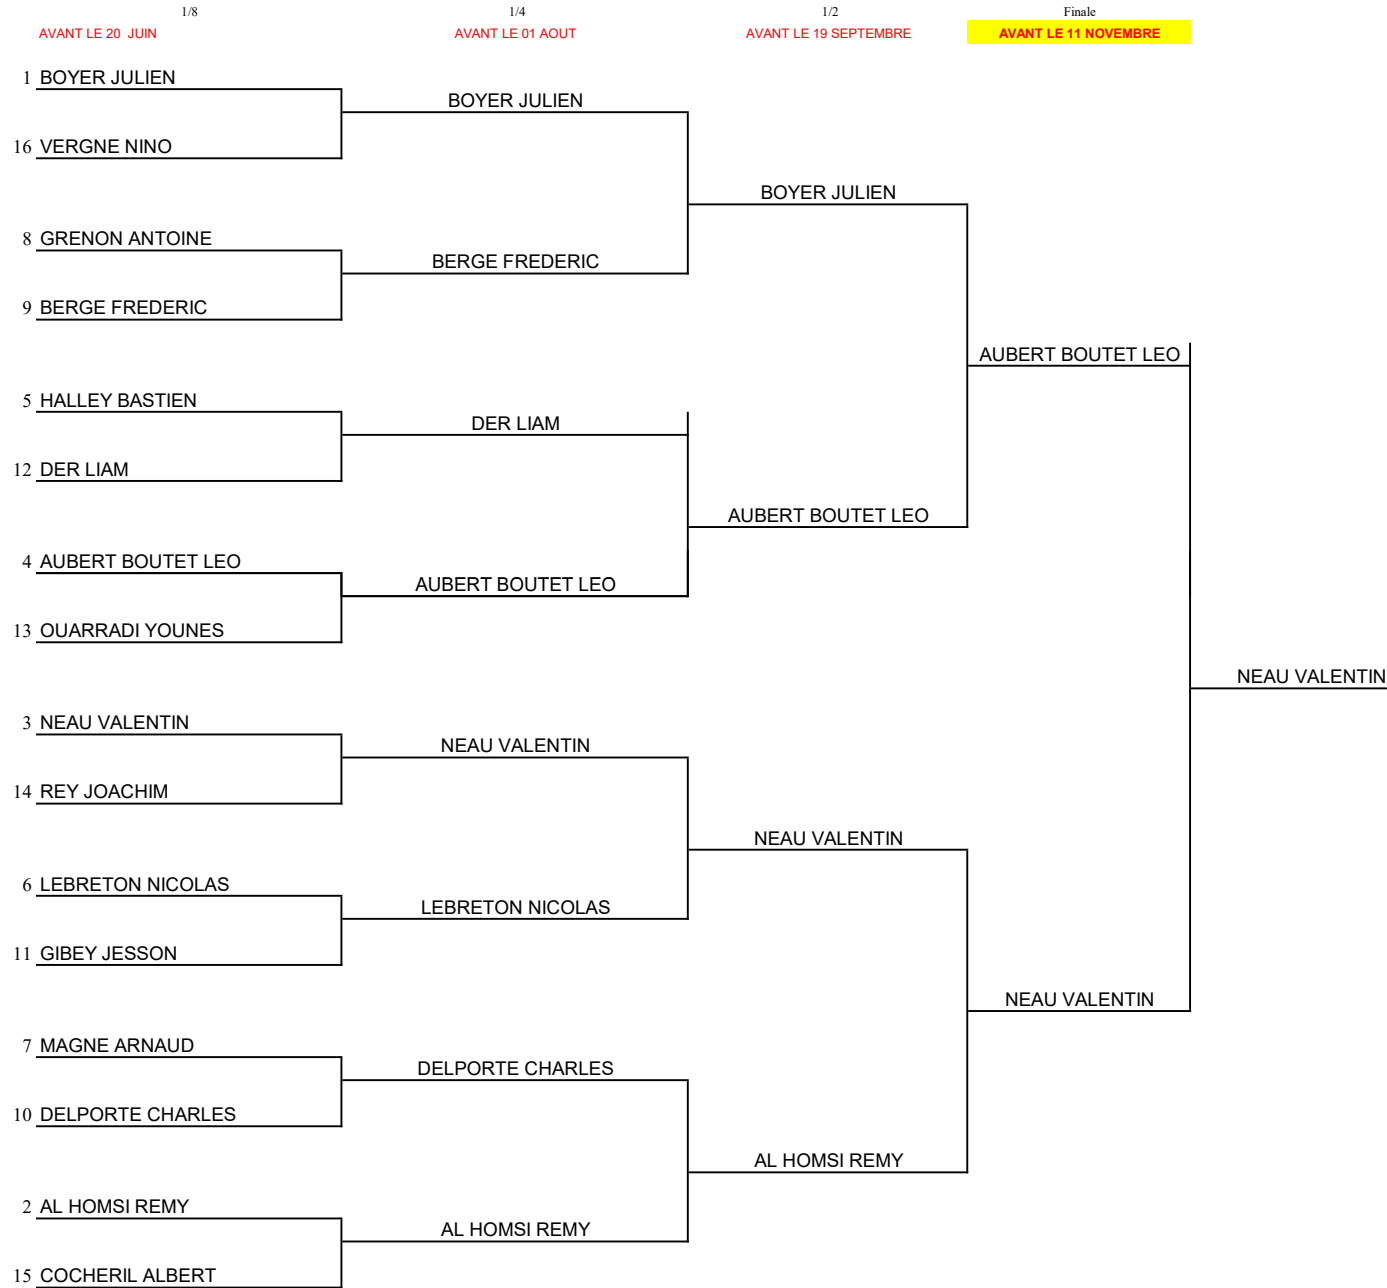 1/8 1/4 1/2 Finale
AVANT LE 20 JUIN AVANT LE 01 AOUT AVANT LE 19 SEPTEMBRE AVANT LE 11 NOVEMBRE
1 BOYER JULIEN
BOYER JULIEN
16 VERGNE NINO
BOYER JULIEN
8 GRENON ANTOINE
BERGE FREDERIC
9 BERGE FREDERIC
AUBERT BOUTET LEO
5 HALLEY BASTIEN
DER LIAM
12 DER LIAM
AUBERT BOUTET LEO
4 AUBERT BOUTET LEO
AUBERT BOUTET LEO
13 OUARRADI YOUNES
NEAU VALENTIN
3 NEAU VALENTIN
NEAU VALENTIN
14 REY JOACHIM
NEAU VALENTIN
6 LEBRETON NICOLAS
LEBRETON NICOLAS
11 GIBEY JESSON
NEAU VALENTIN
7 MAGNE ARNAUD
DELPORTE CHARLES
10 DELPORTE CHARLES
AL HOMSI REMY
2 AL HOMSI REMY
AL HOMSI REMY
15 COCHERIL ALBERT